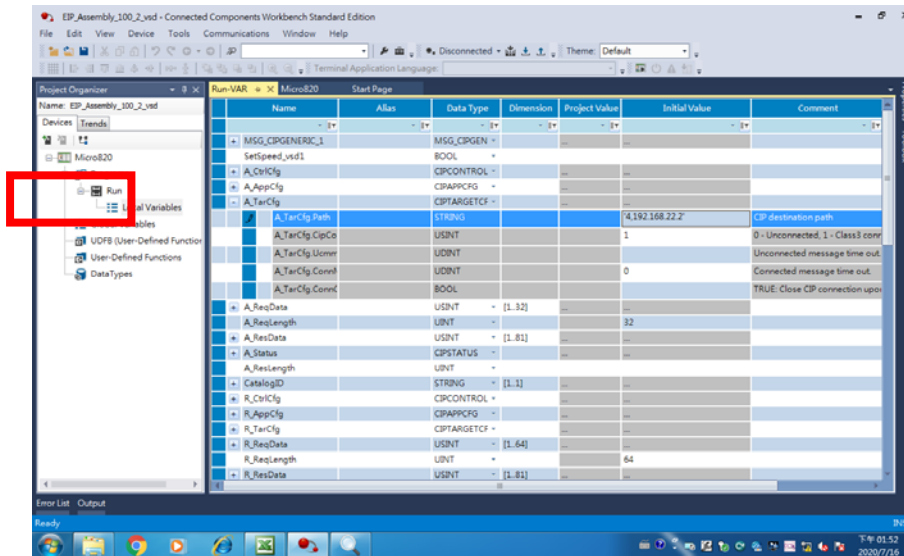 EIP_Assembly_100_2_vsd - Connected Components Workbench Standard Edition
File Edit View Device Tools Communications Window Help
Disconnected Theme: Default
Terminal Application Language:
Project Organizer Run-VAR Micro820 Start Page
Name: EIP_Assembly_100_2_vsd
Devices Trends
Micro820
Run
Local Variables
UDFB (User-Defined Function
User-Defined Functions
DataTypes
Name Alias Data Type Dimension Project Value Initial Value Comment
MSG_CIPGENERIC_1 MSG_CIPGEN ... ...
SetSpeed_vsd1 BOOL
A_CtrlCfg CIPCONTROL ... ...
A_AppCfg CIPAPPCFG ... ...
A_TarCfg CIPTARGETCF ... ...
A_TarCfg.Path STRING '4,192.168.22.2' CIP destination path
A_TarCfg.CipCo USINT 1 0 - Unconnected, 1 - Class3 conr
A_TarCfg.Ucmr UDINT Unconnected message time out.
A_TarCfg.Conn UDINT 0 Connected message time out.
A_TarCfg.ConnC BOOL TRUE: Close CIP connection upo
A_ReqData USINT [1..32] ... ...
A_ReqLength UINT 32
A_ResData USINT [1..81] ... ...
A_Status CIPSTATUS ... ...
A_ResLength UINT
CatalogID STRING [1..1] ... ...
R_CtrlCfg CIPCONTROL ... ...
R_AppCfg CIPAPPCFG ... ...
R_TarCfg CIPTARGETCF ... ...
R_ReqData USINT [1..64] ... ...
R_ReqLength UINT 64
R_ResData USINT [1..81] ... ...
Error List Output
Ready
下午 01:52
2020/7/16